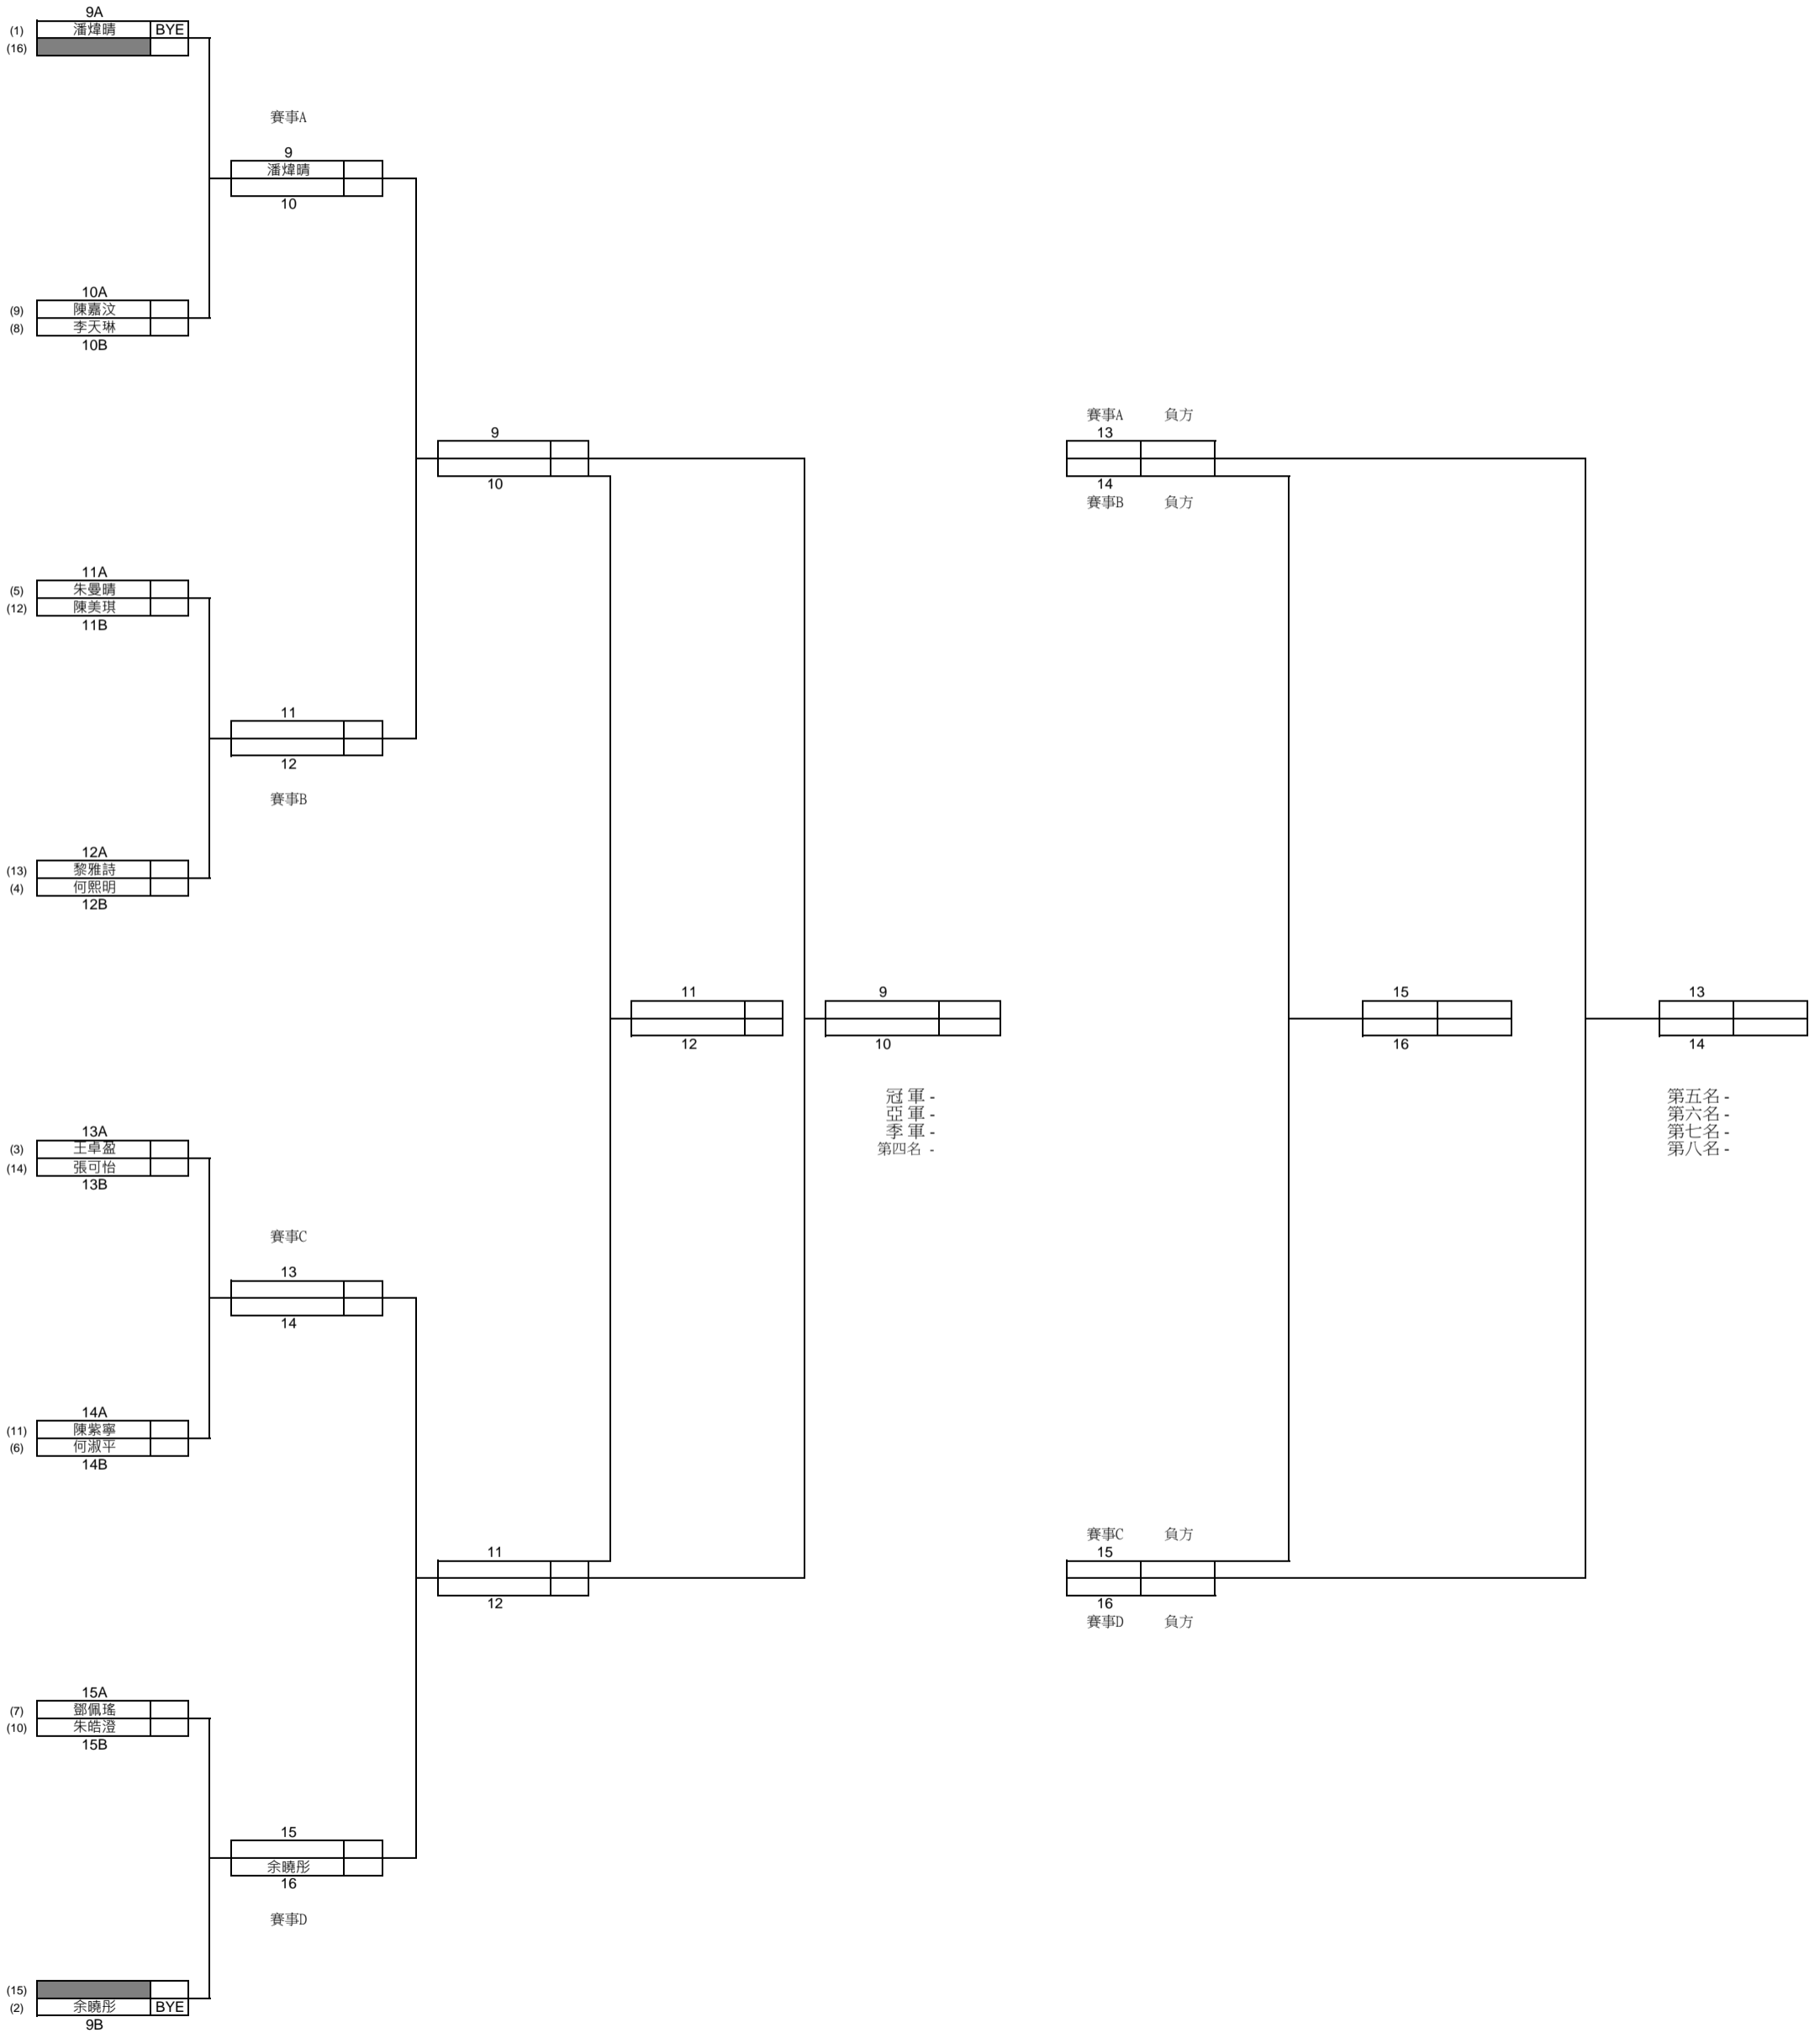 9A
(1) 潘煒晴 BYE
(16)
賽事A
9
潘煒晴
10
10A
(9) 陳嘉汶
(8) 李天琳
10B
賽事A 負方
9 13
10 14
賽事B 負方
11A
(5) 朱曼晴
(12) 陳美琪
11B
11
12
賽事B
12A
(13) 黎雅詩
(4) 何熙明
12B
11 9 15 13
12 10 16 14
冠 軍 - 第五名 -
亞 軍 - 第六名 -
季 軍 - 第七名 -
第四名 - 第八名 -
13A
(3) 王卓盈
(14) 張可怡
13B
賽事C
13
14
14A
(11) 陳紫寧
(6) 何淑平
14B
賽事C 負方
11 15
12 16
賽事D 負方
15A
(7) 鄧佩瑤
(10) 朱皓澄
15B
15
余曉彤
16
賽事D
(15)
(2) 余曉彤 BYE
9B